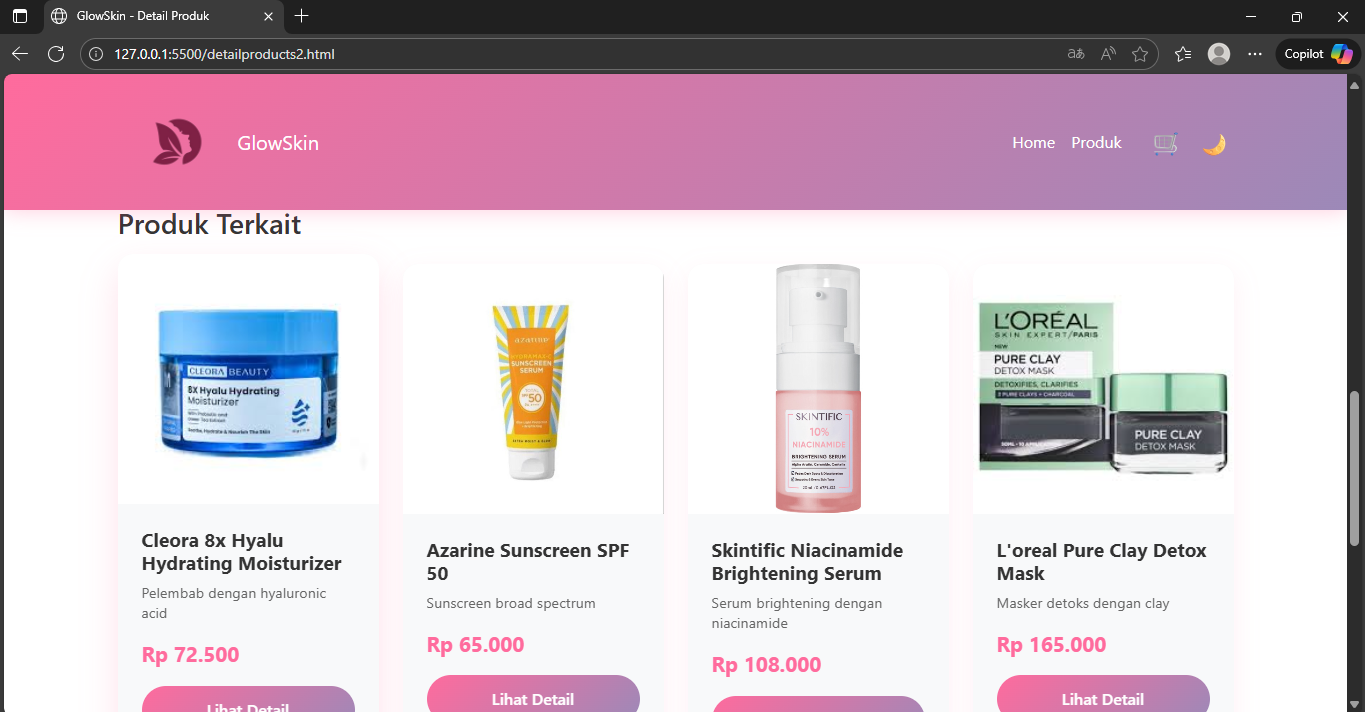 GlowSkin - Detail Produk
127.0.0.1:5500/detailproducts2.html
Copilot
GlowSkin
Home
Produk
Produk Terkait
CLEORA BEAUTY
8X Hyalu Hydrating
Moisturizer
azarine
SUNSCREEN
SERUM
50
SKINTIFIC
10%
NIACINAMIDE
BRIGHTENING SERUM
L'ORÉAL
SKIN EXPERT/PARIS
NEW
PURE CLAY
DETOX MASK
DETOXIFIES, CLARIFIES
3 PURE CLAYS + CHARCOAL
PURE CLAY
DETOX MASK
Cleora 8x Hyalu
Hydrating Moisturizer
Pelembab dengan hyaluronic
acid
Rp 72.500
Lihat Detail
Azarine Sunscreen SPF
50
Sunscreen broad spectrum
Rp 65.000
Lihat Detail
Skintific Niacinamide
Brightening Serum
Serum brightening dengan
niacinamide
Rp 108.000
L'oreal Pure Clay Detox
Mask
Masker detoks dengan clay
Rp 165.000
Lihat Detail